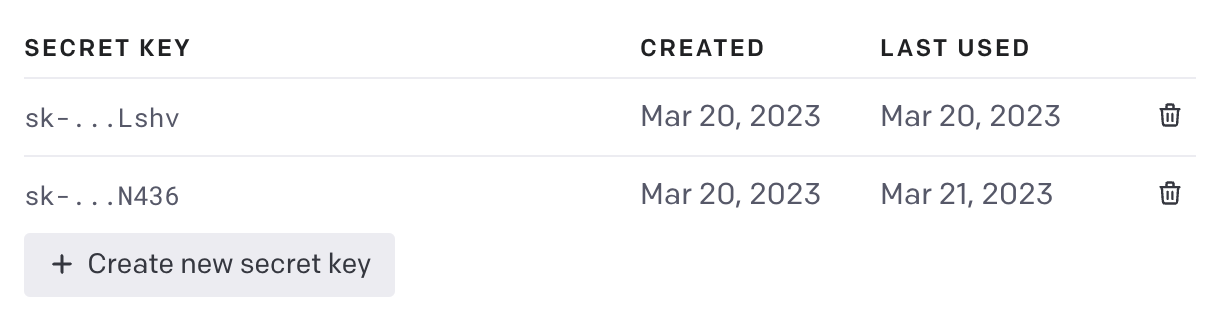 SECRET KEY CREATED LAST USED
sk-...Lshv Mar 20, 2023 Mar 20, 2023
sk-...N436 Mar 20, 2023 Mar 21, 2023
+ Create new secret key